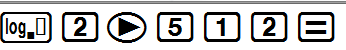 log▪▯ 2 ▶ 5 1 2 =